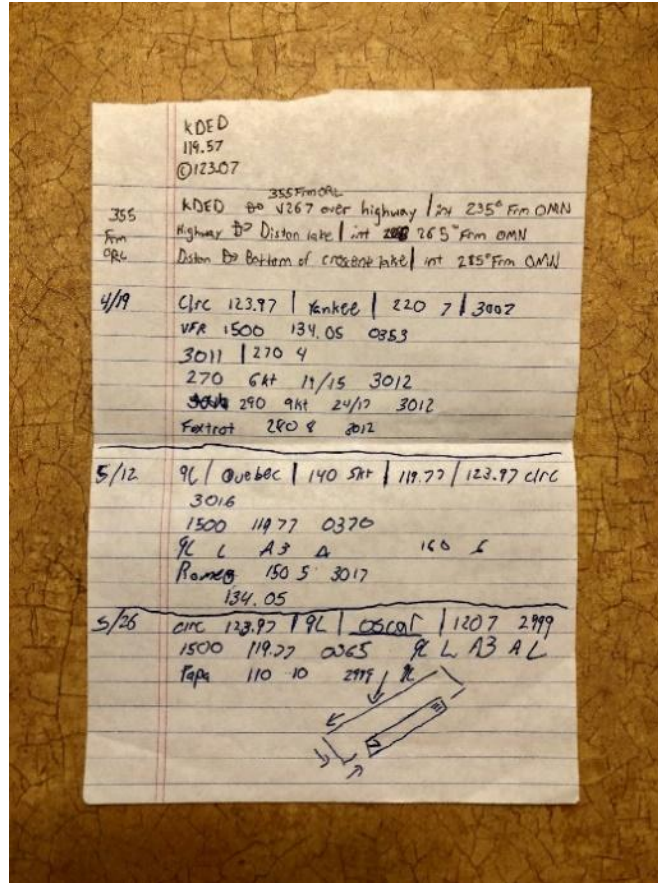 KDED
119.57
©123.07
355 Frm ORL
KDED to V267 over highway | int 235° Frm OMN
355
Highway to Diston lake | int 265° Frm OMN
Frm
Diston to Bottom of crescent lake | int 285° Frm OMN
ORL
4/19 Clrc 123.97 | Yankee | 220 7 | 3007
VFR 1500 134.05 0353
3011 | 270 4
270 6kt 19/15 3012
290 9kt 24/17 3012
Foxtrot 280 8 3012
5/12 9L | Quebec | 140 5kt | 119.77 | 123.97 clrc
3016
1500 119.77 0370
9L L A3 A 160 6
Romeo 150 5 3017
134.05
5/26 clrc 123.97 | 9L | oscar | 120 7 2999
1500 119.77 0365 9L L A3 A L
Papa 110 10 2999 / 9L